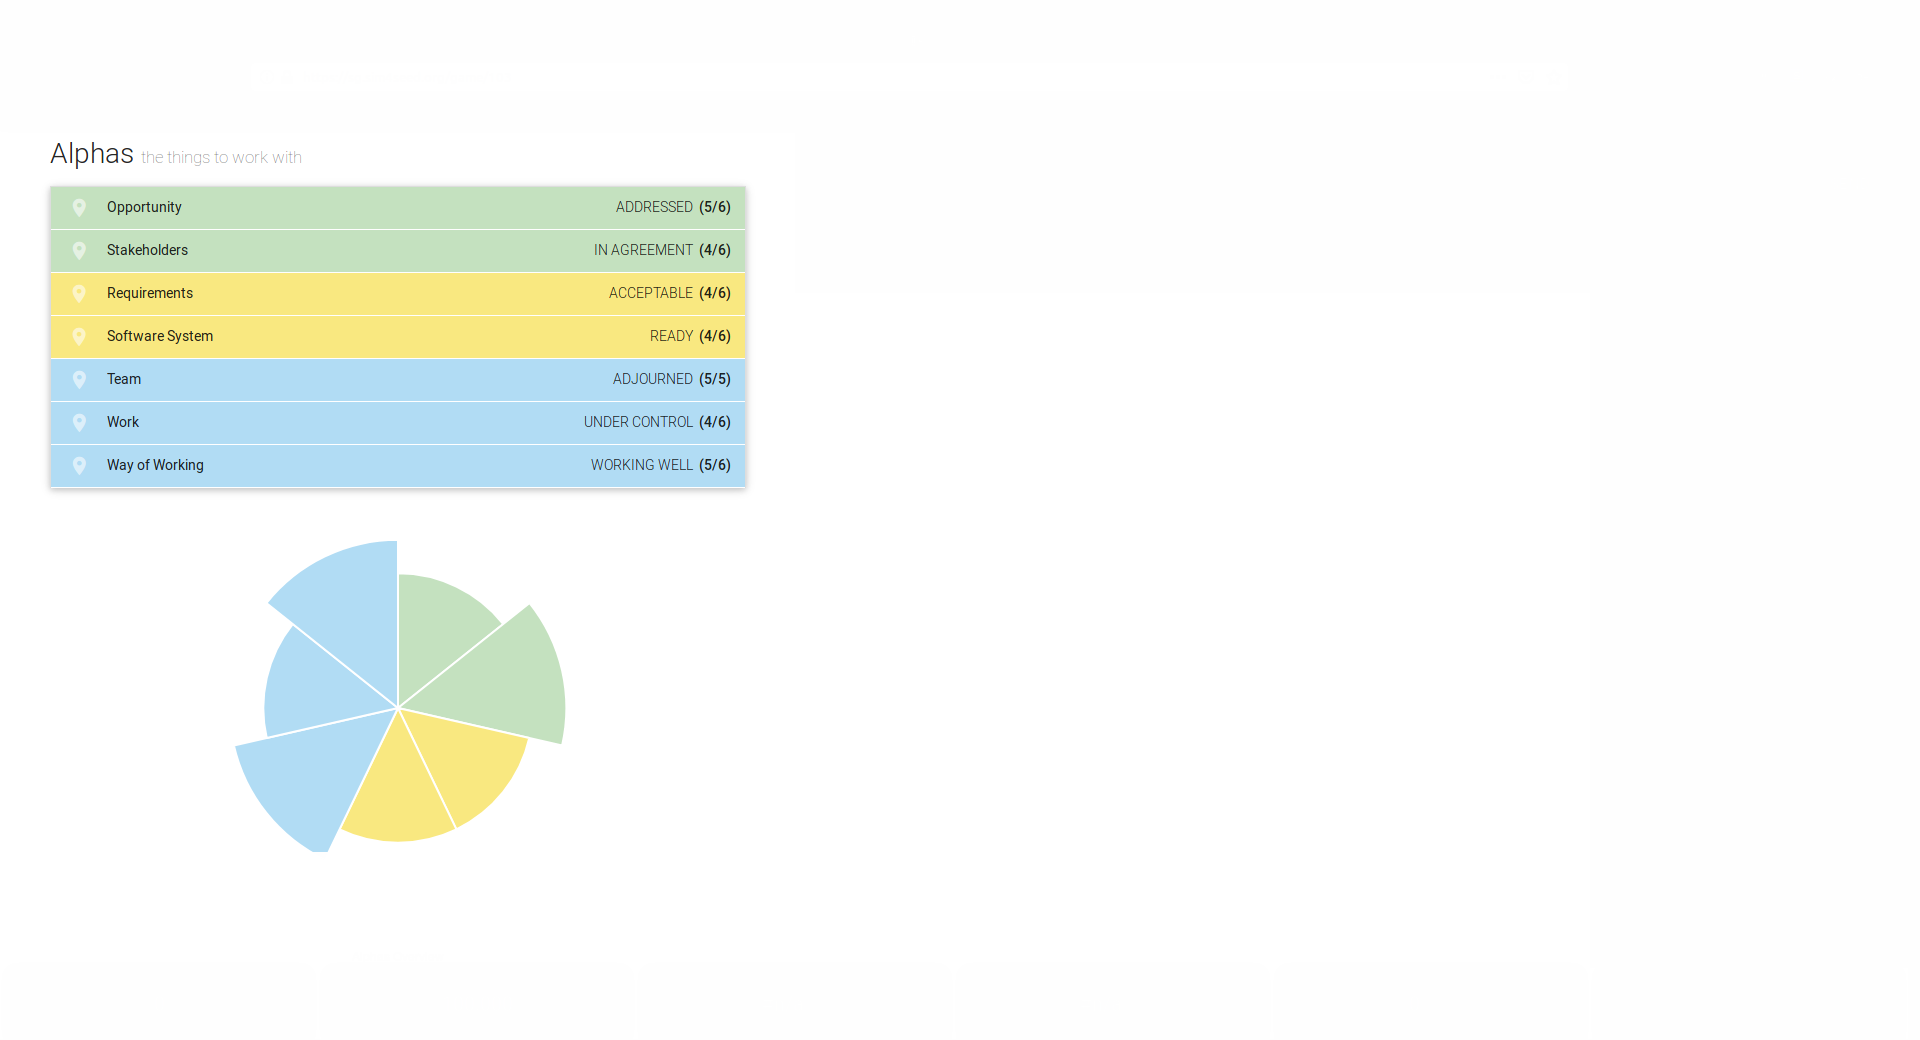 Alphas the things to work with
Opportunity ADDRESSED (5/6)
Stakeholders IN AGREEMENT (4/6)
Requirements ACCEPTABLE (4/6)
Software System READY (4/6)
Team ADJOURNED (5/5)
Work UNDER CONTROL (4/6)
Way of Working WORKING WELL (5/6)